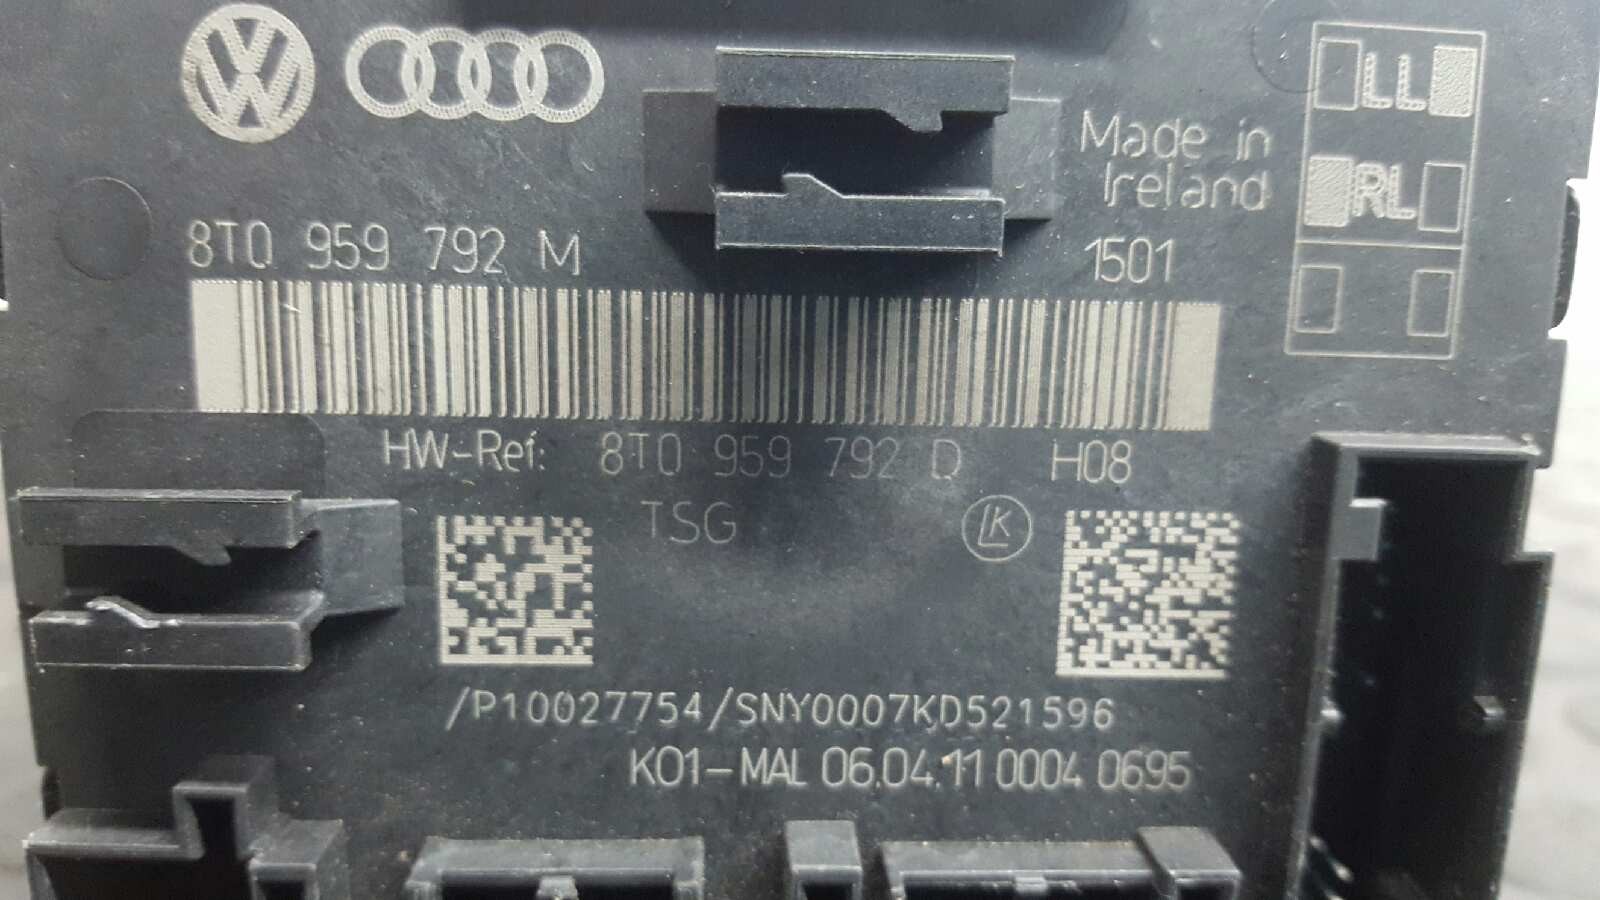 Made in
Ireland
LL
RL
8T0 959 792 M
1501
HW-Ref: 8T0 959 792 D H08
TSG
LK
/P10027754/SNY0007KD521596
K01-MAL 06.04.11 0004 0695